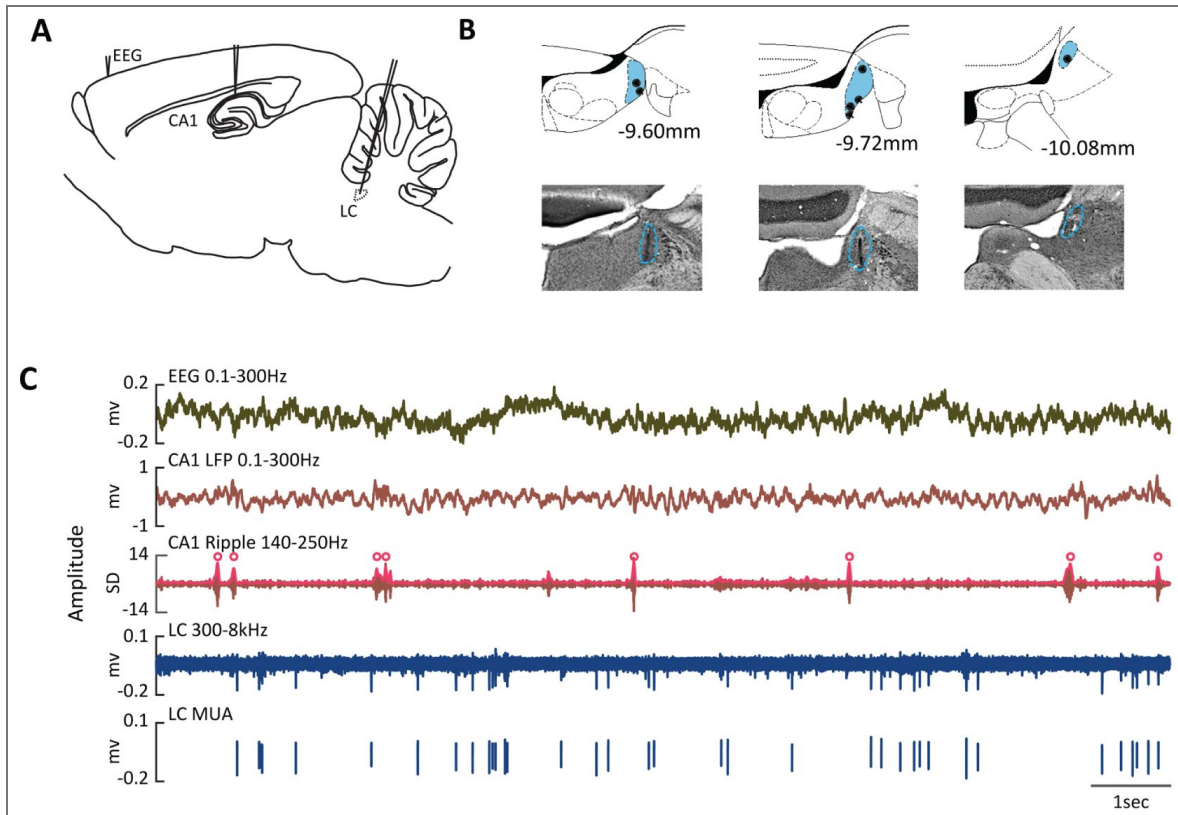 A
EEG
CA1
LC
B
-9.60mm
-9.72mm
-10.08mm
C
Amplitude
EEG 0.1-300Hz
0.2
mv
-0.2
CA1 LFP 0.1-300Hz
1
mv
-1
CA1 Ripple 140-250Hz
14
SD
-14
LC 300-8kHz
0.1
mv
-0.2
LC MUA
0.1
mv
-0.2
1sec